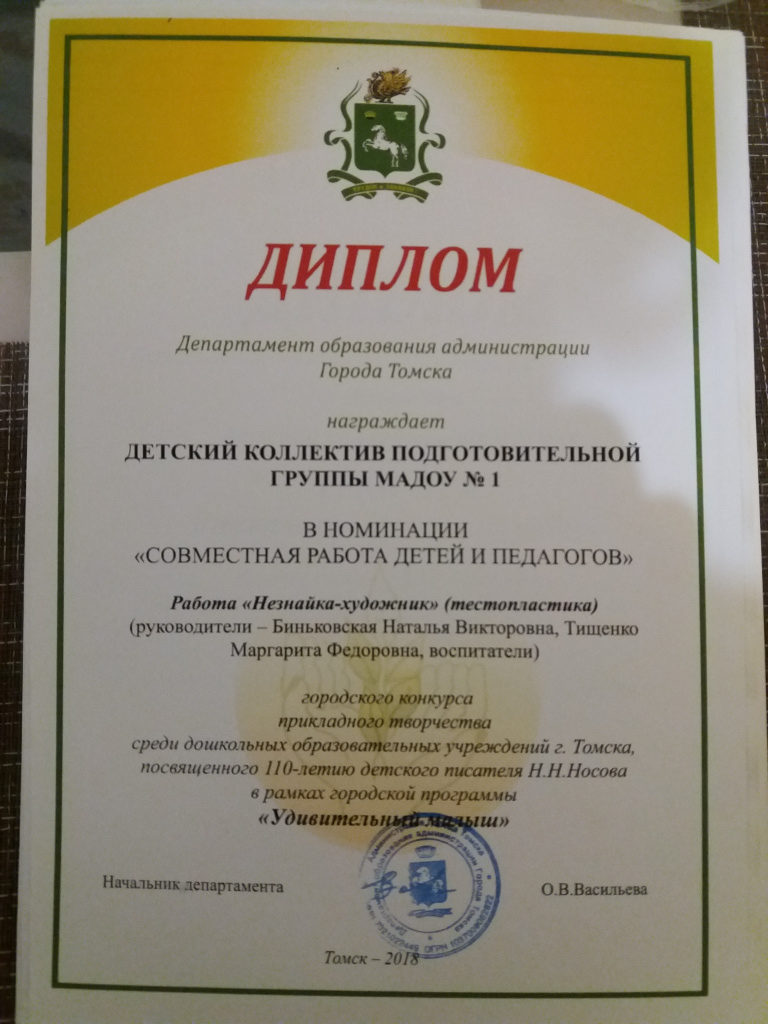 ТРУДОМ и ЗНАНИЕМ
ДИПЛОМ
Департамент образования администрации
Города Томска
награждает
ДЕТСКИЙ КОЛЛЕКТИВ ПОДГОТОВИТЕЛЬНОЙ
ГРУППЫ МАДОУ № 1
В НОМИНАЦИИ
«СОВМЕСТНАЯ РАБОТА ДЕТЕЙ И ПЕДАГОГОВ»
Работа «Незнайка-художник» (тестопластика)
(руководители – Биньковская Наталья Викторовна, Тищенко
Маргарита Федоровна, воспитатели)
городского конкурса
прикладного творчества
среди дошкольных образовательных учреждений г. Томска,
посвященного 110-летию детского писателя Н.Н.Носова
в рамках городской программы
«Удивительный малыш»
Начальник департамента
О.В.Васильева
Томск – 2018